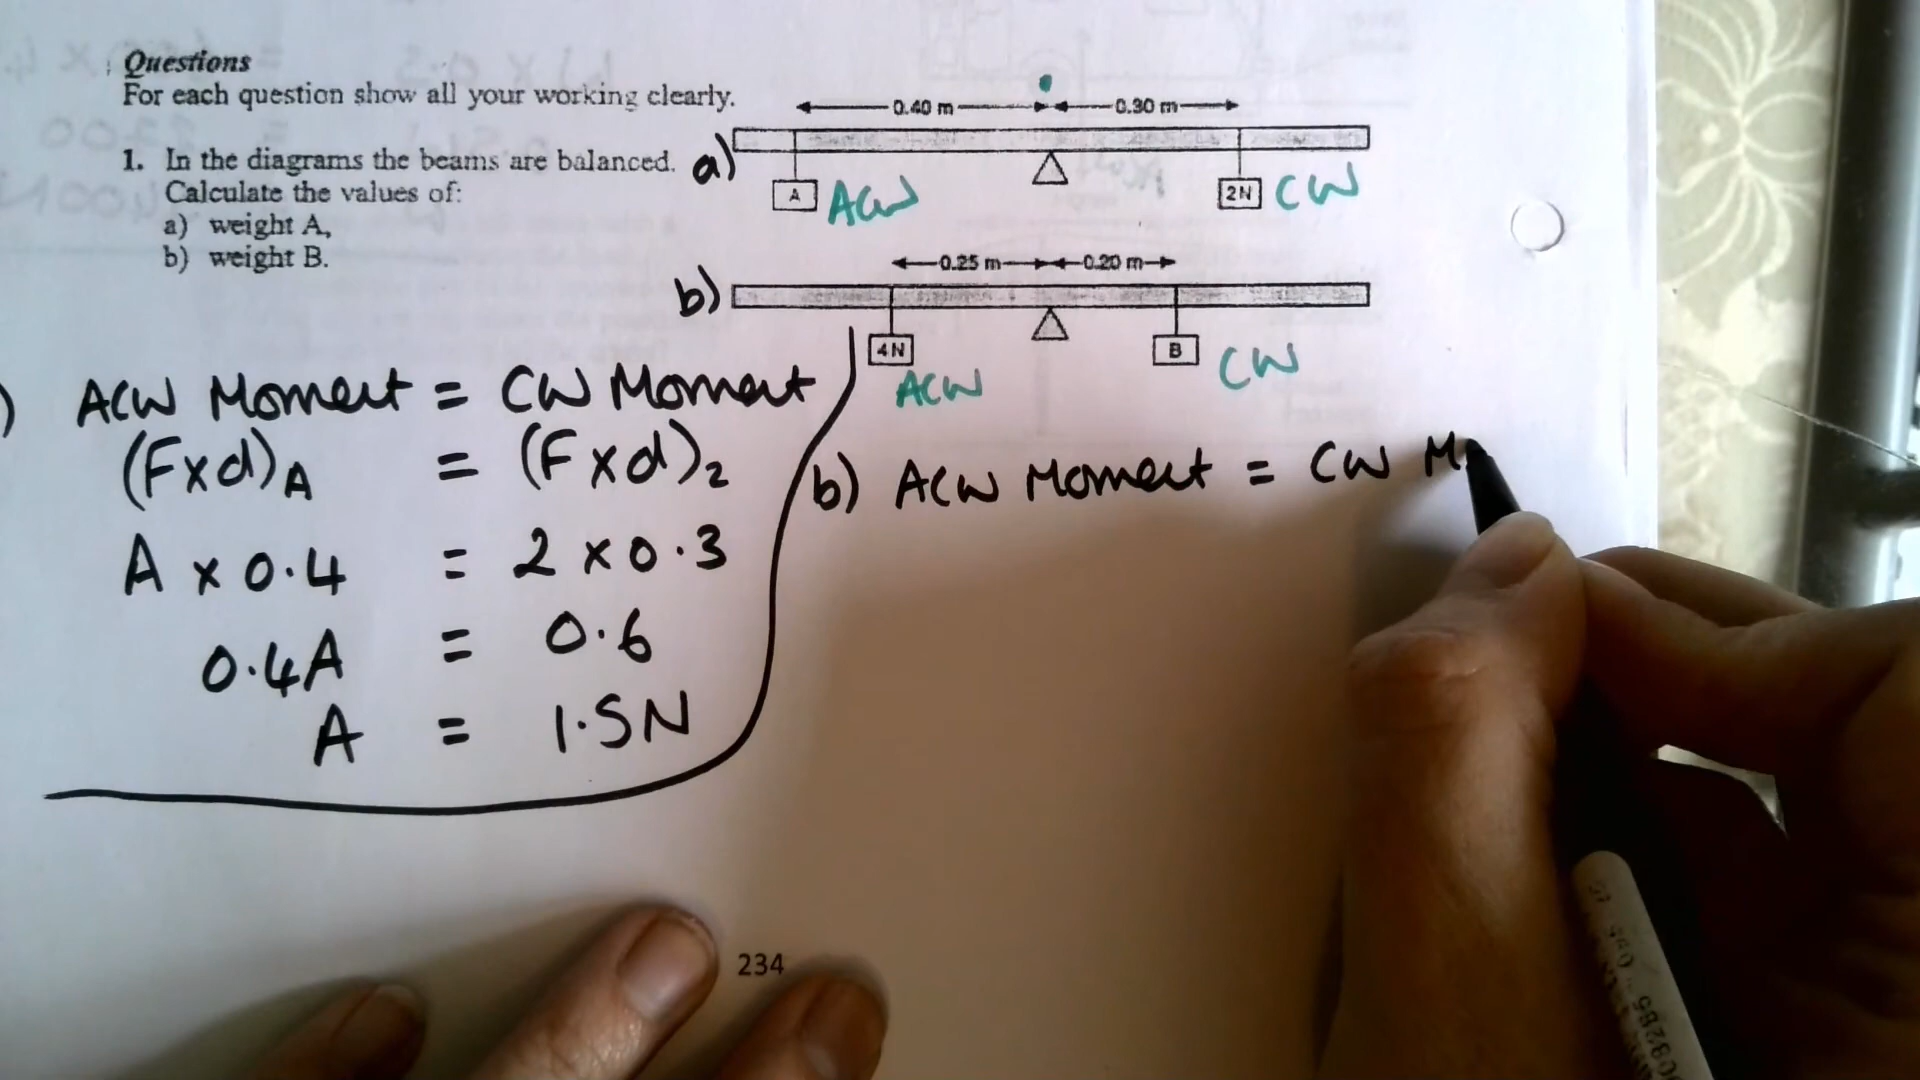 Questions
For each question show all your working clearly.
1. In the diagrams the beams are balanced.
Calculate the values of:
a) weight A,
b) weight B.
a)
0.40 m
0.30 m
A
ACW
2N
CW
b)
0.25 m
0.20 m
4N
ACW
B
CW
) ACW Moment = CW Moment
(Fxd)A = (Fxd)2
A x 0.4 = 2 x 0.3
0.4A = 0.6
A = 1.5N
b) ACW Moment = CW M
234